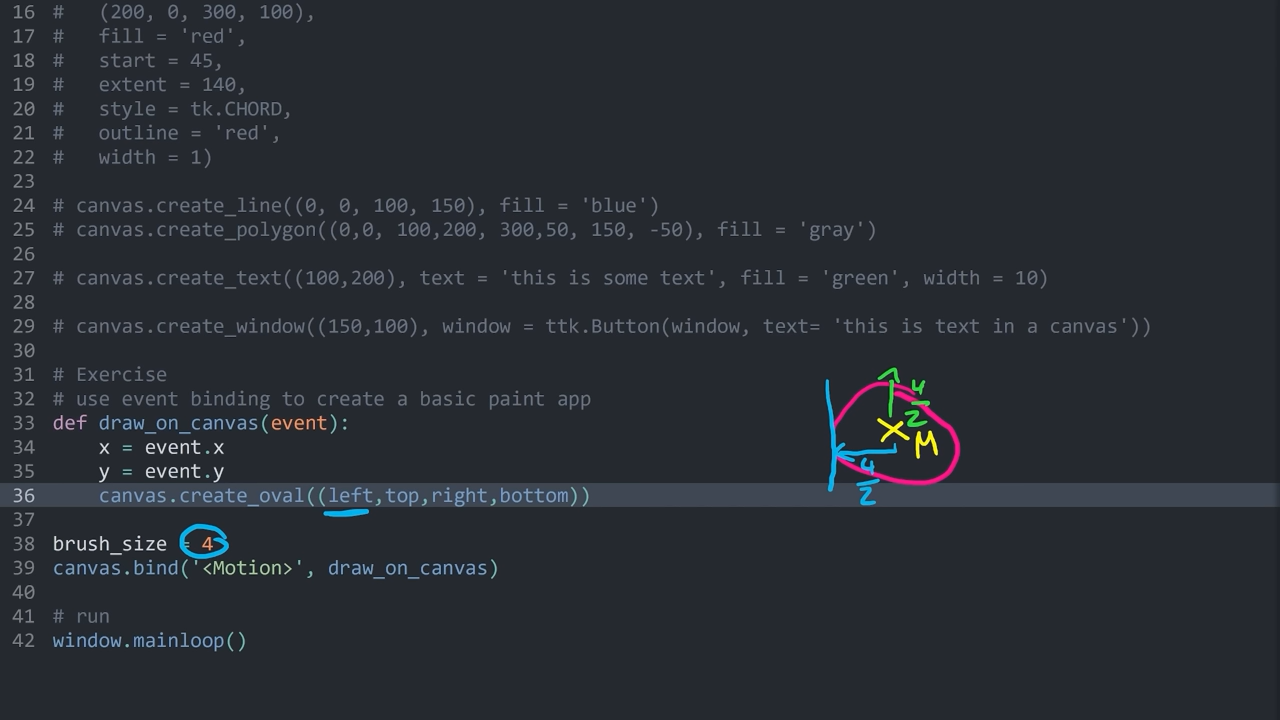 16 #   (200, 0, 300, 100),
17 #   fill = 'red',
18 #   start = 45,
19 #   extent = 140,
20 #   style = tk.CHORD,
21 #   outline = 'red',
22 #   width = 1)
23
24 # canvas.create_line((0, 0, 100, 150), fill = 'blue')
25 # canvas.create_polygon((0,0, 100,200, 300,50, 150, -50), fill = 'gray')
26
27 # canvas.create_text((100,200), text = 'this is some text', fill = 'green', width = 10)
28
29 # canvas.create_window((150,100), window = ttk.Button(window, text= 'this is text in a canvas'))
30
31 # Exercise
32 # use event binding to create a basic paint app
33 def draw_on_canvas(event):
34     x = event.x
35     y = event.y
36     canvas.create_oval((left,top,right,bottom))
37
38 brush_size = 4
39 canvas.bind('<Motion>', draw_on_canvas)
40
41 # run
42 window.mainloop()
4
2
X M
4
2